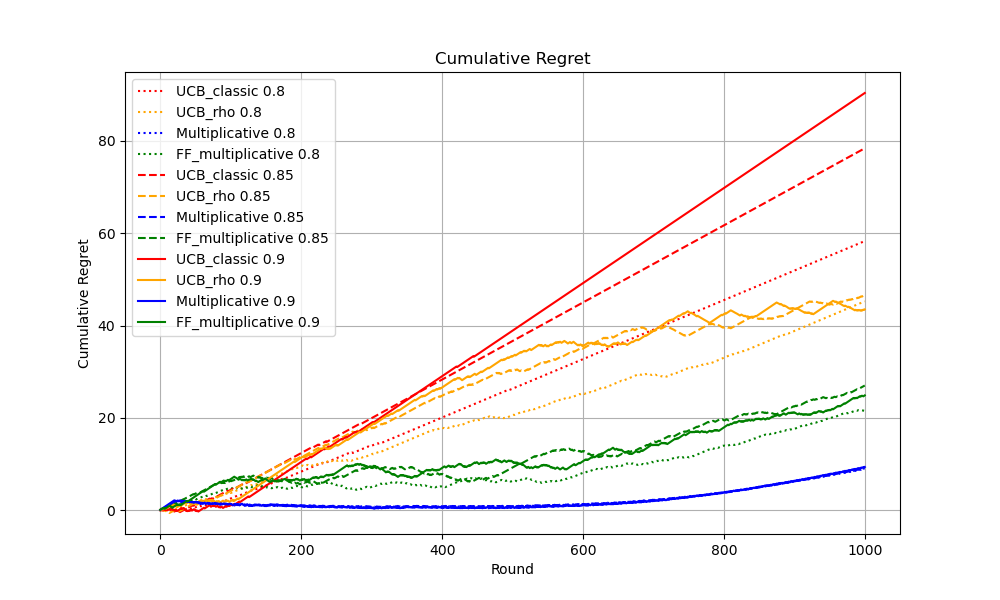 Cumulative Regret
UCB_classic 0.8
UCB_rho 0.8
Multiplicative 0.8
FF_multiplicative 0.8
UCB_classic 0.85
UCB_rho 0.85
Multiplicative 0.85
FF_multiplicative 0.85
UCB_classic 0.9
UCB_rho 0.9
Multiplicative 0.9
FF_multiplicative 0.9
Cumulative Regret
80
60
40
20
0
0 200 400 600 800 1000
Round